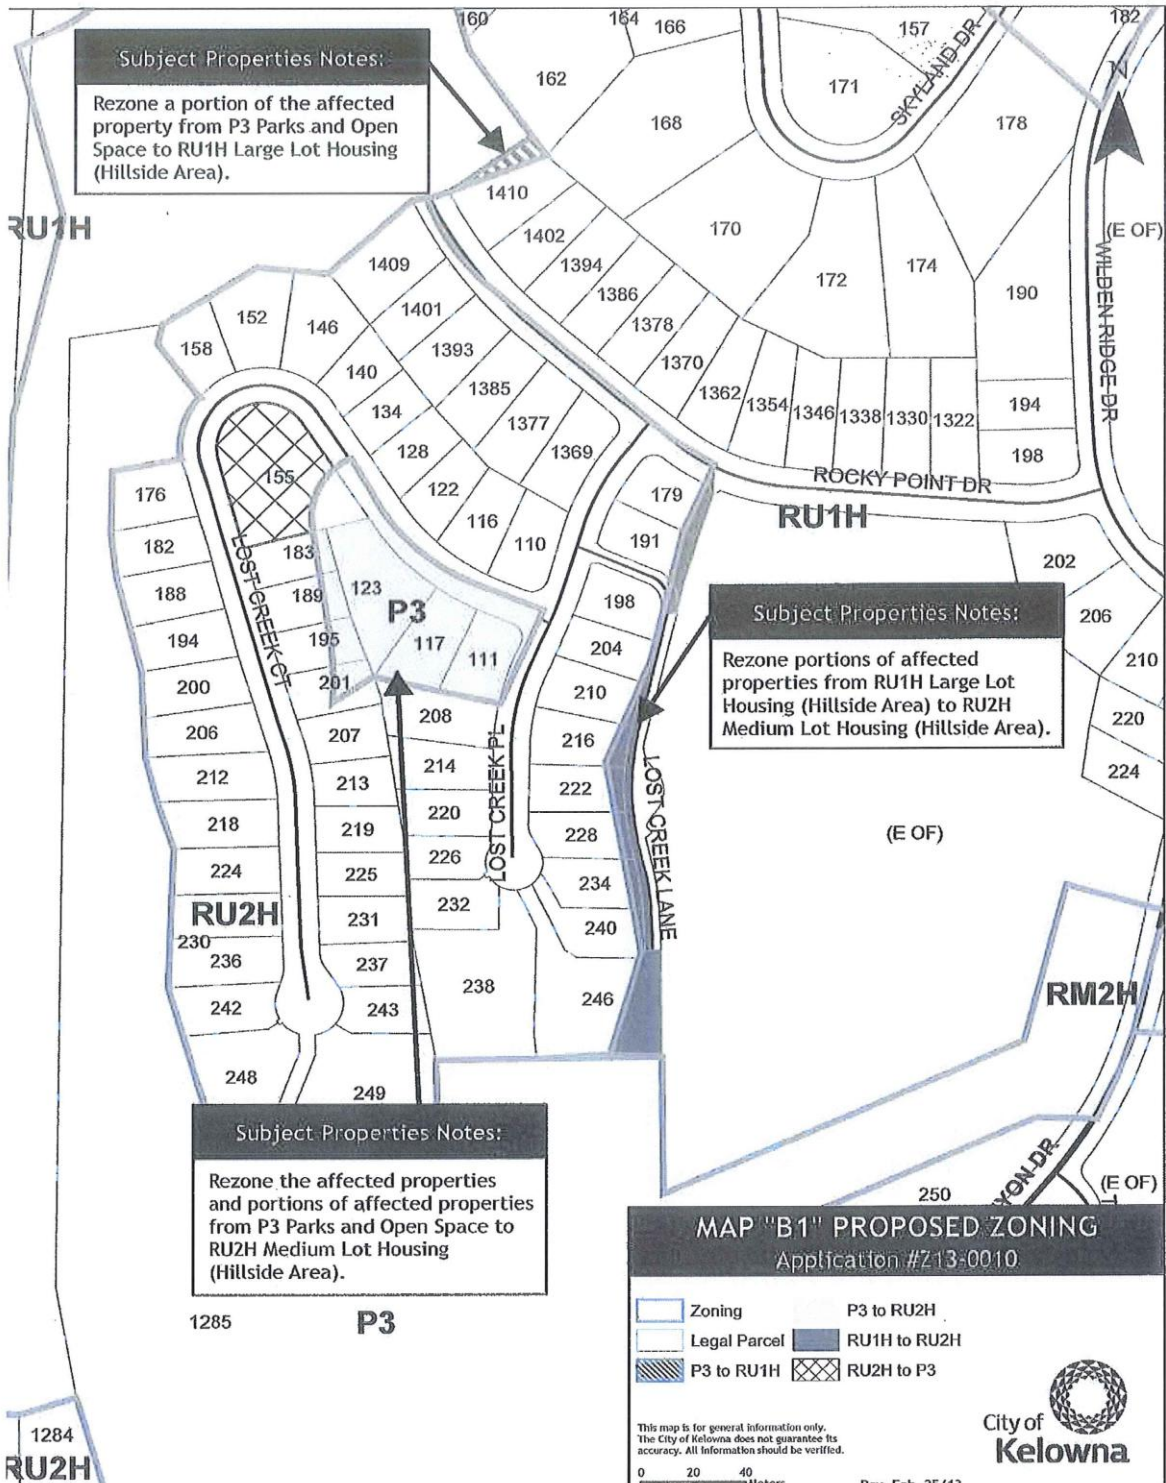 160
164
166
157
182
162
168
171
SKYLAND DR
178
N
Subject Properties Notes:
Rezone a portion of the affected
property from P3 Parks and Open
Space to RU1H Large Lot Housing
(Hillside Area).
RU1H
1410
1402
1394
1386
1378
1370
1362
1354
1346
1338
1330
1322
170
172
174
190
(E OF)
WILDEN RIDGE DR
194
198
ROCKY POINT DR
RU1H
1409
1401
1393
1385
1377
1369
158
152
146
140
134
128
122
116
110
155
179
191
202
206
210
220
224
176
182
188
194
200
206
212
218
224
RU2H
230
236
242
248
LOST CREEK CT
183
189
195
201
207
213
219
225
231
237
243
249
123
P3
117
111
208
214
220
226
232
238
LOST CREEK PL
198
204
210
216
222
228
234
240
246
LOST CREEK LANE
Subject Properties Notes:
Rezone portions of affected
properties from RU1H Large Lot
Housing (Hillside Area) to RU2H
Medium Lot Housing (Hillside Area).
(E OF)
RM2H
250
YON DR
(E OF)
Subject Properties Notes:
Rezone the affected properties
and portions of affected properties
from P3 Parks and Open Space to
RU2H Medium Lot Housing
(Hillside Area).
1285
P3
1284
RU2H
MAP "B1" PROPOSED ZONING
Application #Z13-0010
Zoning
P3 to RU2H
Legal Parcel
RU1H to RU2H
P3 to RU1H
RU2H to P3
This map is for general information only.
The City of Kelowna does not guarantee its
accuracy. All information should be verified.
City of
Kelowna
0 20 40
Meters
Rev. Feb. 25/13